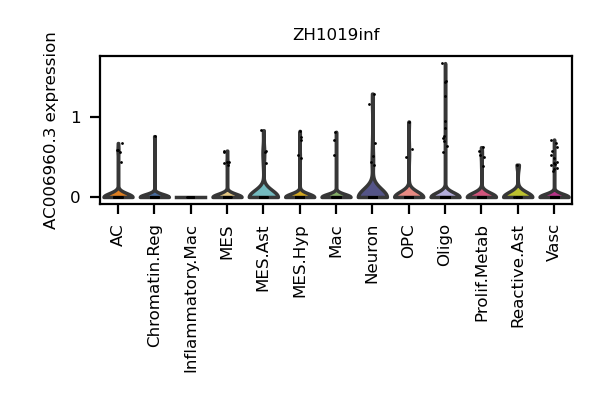 ZH1019inf
AC006960.3 expression
1
0
AC
Chromatin.Reg
Inflammatory.Mac
MES
MES.Ast
MES.Hyp
Mac
Neuron
OPC
Oligo
Prolif.Metab
Reactive.Ast
Vasc